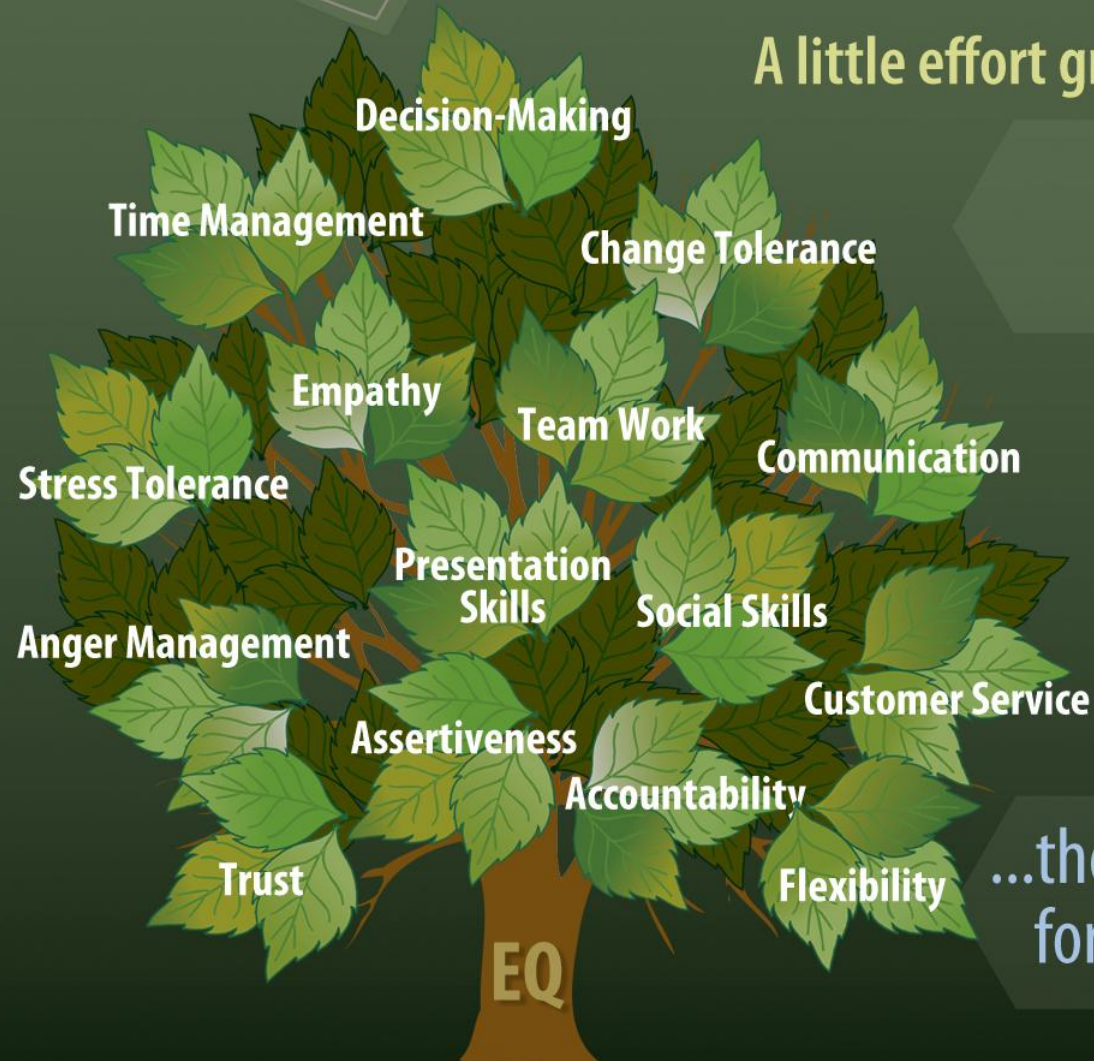 A little effort
Decision-Making
Time Management
Change Tolerance
Empathy
Team Work
Communication
Stress Tolerance
Presentation
Skills
Social Skills
Anger Management
Customer Service
Assertiveness
Accountability
Trust
Flexibility
EQ